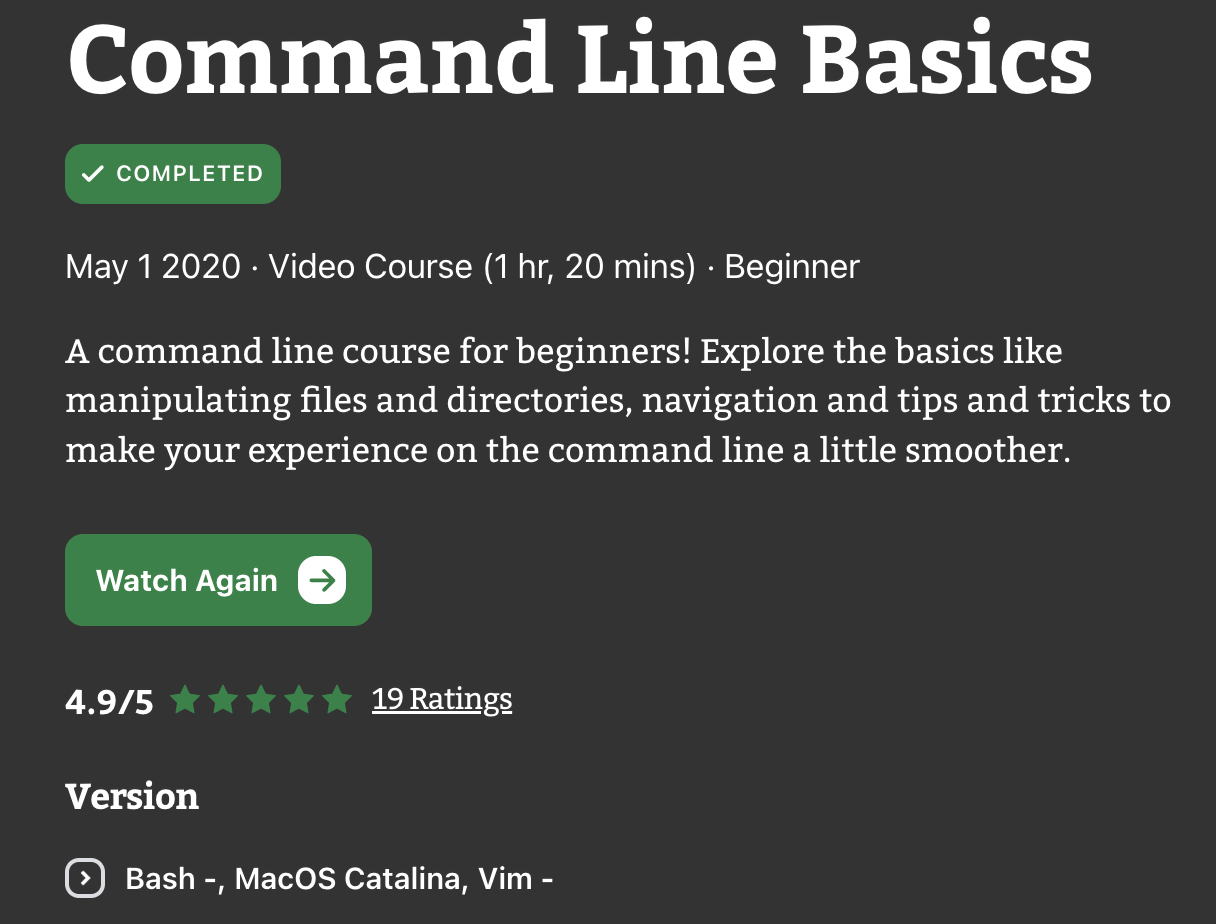 Command Line Basics
COMPLETED
May 1 2020 · Video Course (1 hr, 20 mins) · Beginner
A command line course for beginners! Explore the basics like
manipulating files and directories, navigation and tips and tricks to
make your experience on the command line a little smoother.
Watch Again
4.9/5 19 Ratings
Version
Bash -, MacOS Catalina, Vim -